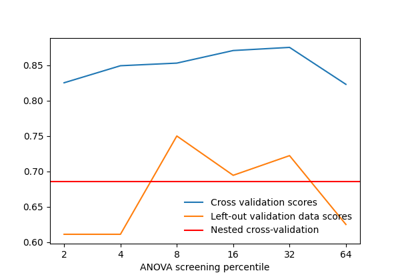 0.85
0.80
0.75
0.70
0.65
0.60
Cross validation scores
Left-out validation data scores
Nested cross-validation
2 4 8 16 32 64
ANOVA screening percentile